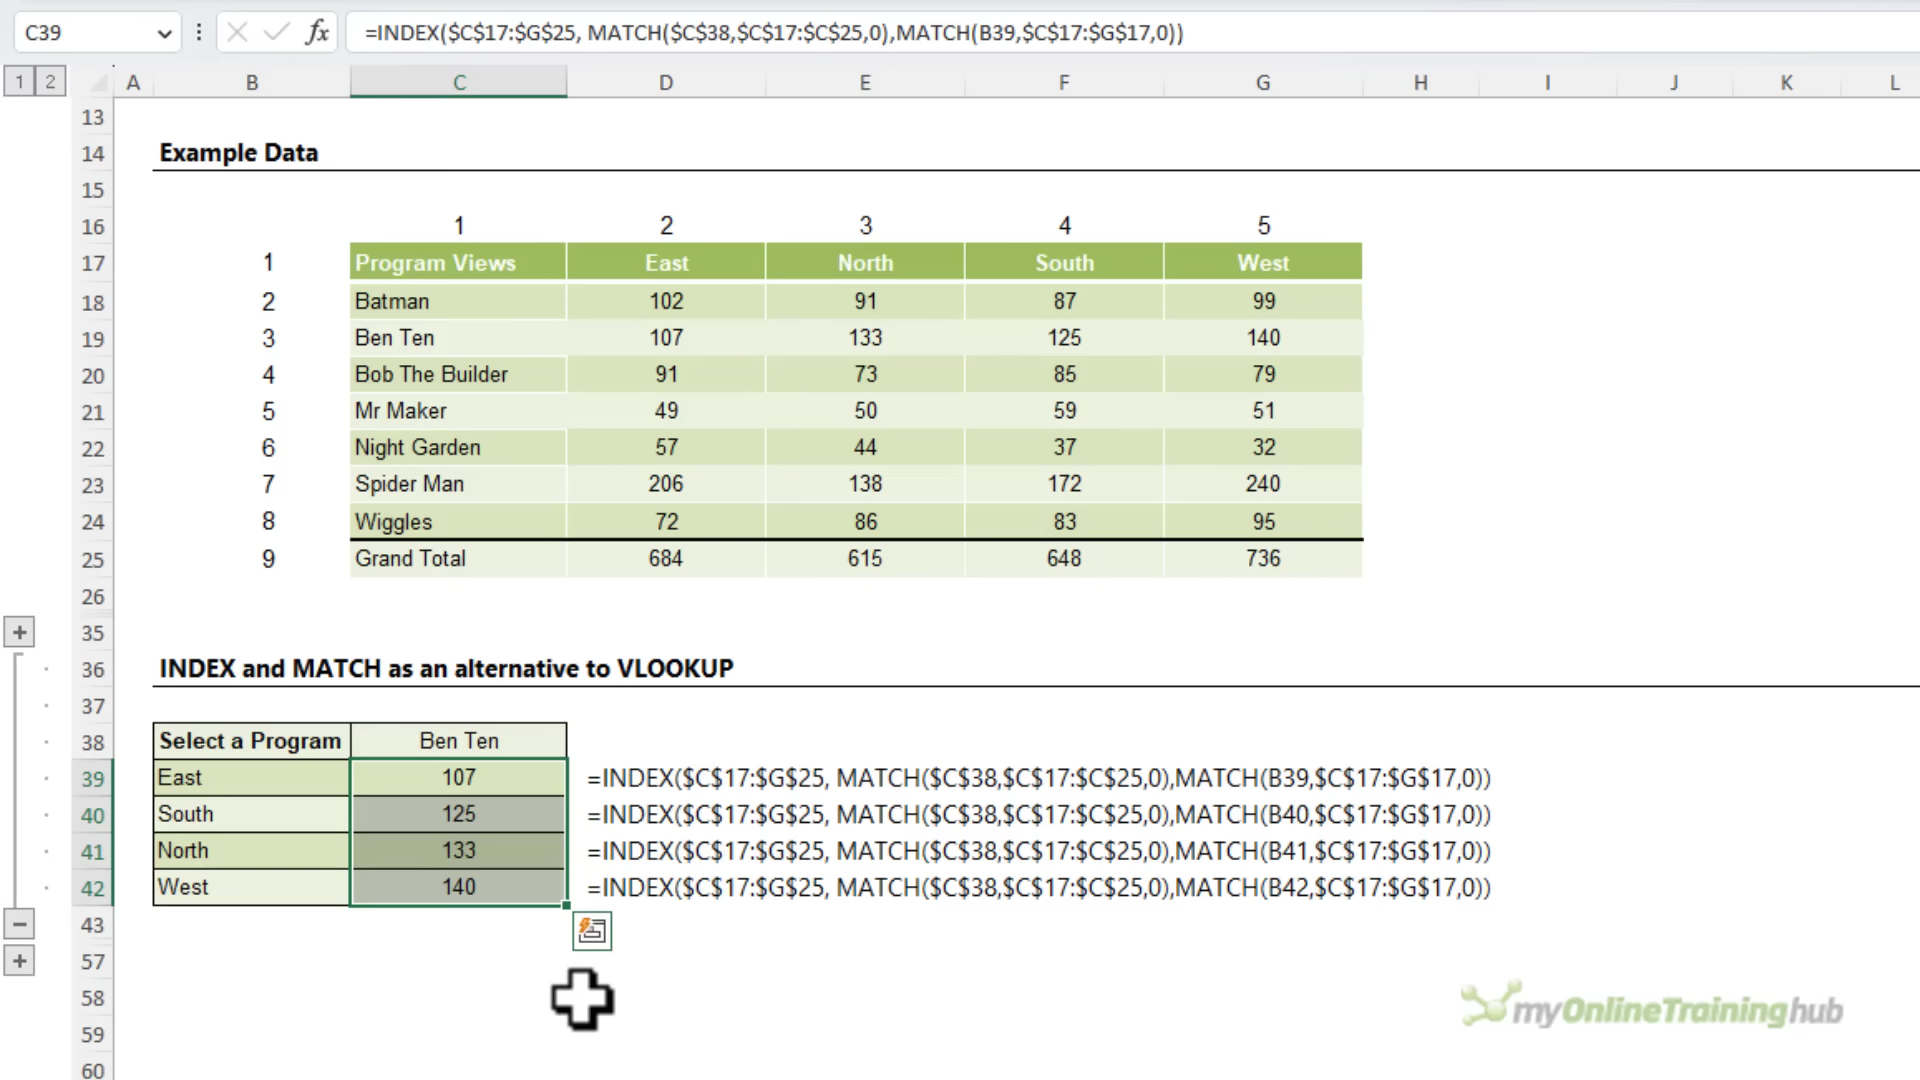 C39 fx =INDEX($C$17:$G$25, MATCH($C$38,$C$17:$C$25,0),MATCH(B39,$C$17:$G$17,0))
1 2 A B C D E F G H I J K L
13
14 Example Data
15
16 1 2 3 4 5
17 1 Program Views East North South West
18 2 Batman 102 91 87 99
19 3 Ben Ten 107 133 125 140
20 4 Bob The Builder 91 73 85 79
21 5 Mr Maker 49 50 59 51
22 6 Night Garden 57 44 37 32
23 7 Spider Man 206 138 172 240
24 8 Wiggles 72 86 83 95
25 9 Grand Total 684 615 648 736
26
35
36 INDEX and MATCH as an alternative to VLOOKUP
37
38 Select a Program Ben Ten
39 East 107 =INDEX($C$17:$G$25, MATCH($C$38,$C$17:$C$25,0),MATCH(B39,$C$17:$G$17,0))
40 South 125 =INDEX($C$17:$G$25, MATCH($C$38,$C$17:$C$25,0),MATCH(B40,$C$17:$G$17,0))
41 North 133 =INDEX($C$17:$G$25, MATCH($C$38,$C$17:$C$25,0),MATCH(B41,$C$17:$G$17,0))
42 West 140 =INDEX($C$17:$G$25, MATCH($C$38,$C$17:$C$25,0),MATCH(B42,$C$17:$G$17,0))
43
57
58
myOnlineTraininghub
59
60